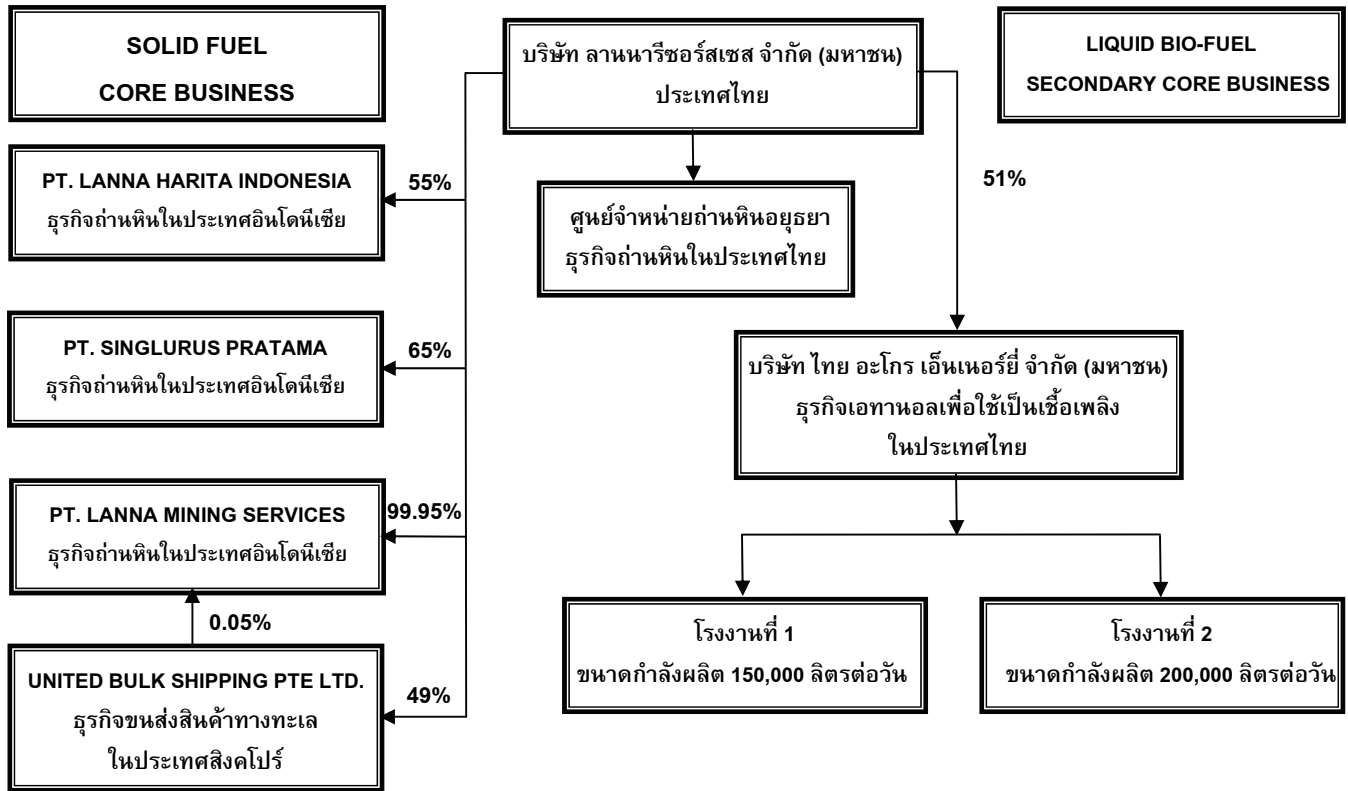 SOLID FUEL
CORE BUSINESS
บริษัท ลานนารีซอร์สเซส จำกัด (มหาชน)
ประเทศไทย
LIQUID BIO-FUEL
SECONDARY CORE BUSINESS
PT. LANNA HARITA INDONESIA
ธุรกิจถ่านหินในประเทศอินโดนีเซีย
55%
ศูนย์จำหน่ายถ่านหินอยุธยา
ธุรกิจถ่านหินในประเทศไทย
51%
PT. SINGLURUS PRATAMA
ธุรกิจถ่านหินในประเทศอินโดนีเซีย
65%
บริษัท ไทย อะโกร เอ็นเนอร์ยี่ จำกัด (มหาชน)
ธุรกิจเอทานอลเพื่อใช้เป็นเชื้อเพลิง
ในประเทศไทย
PT. LANNA MINING SERVICES
ธุรกิจถ่านหินในประเทศอินโดนีเซีย
99.95%
0.05%
UNITED BULK SHIPPING PTE LTD.
ธุรกิจขนส่งสินค้าทางทะเล
ในประเทศสิงคโปร์
49%
โรงงานที่ 1
ขนาดกำลังผลิต 150,000 ลิตรต่อวัน
โรงงานที่ 2
ขนาดกำลังผลิต 200,000 ลิตรต่อวัน